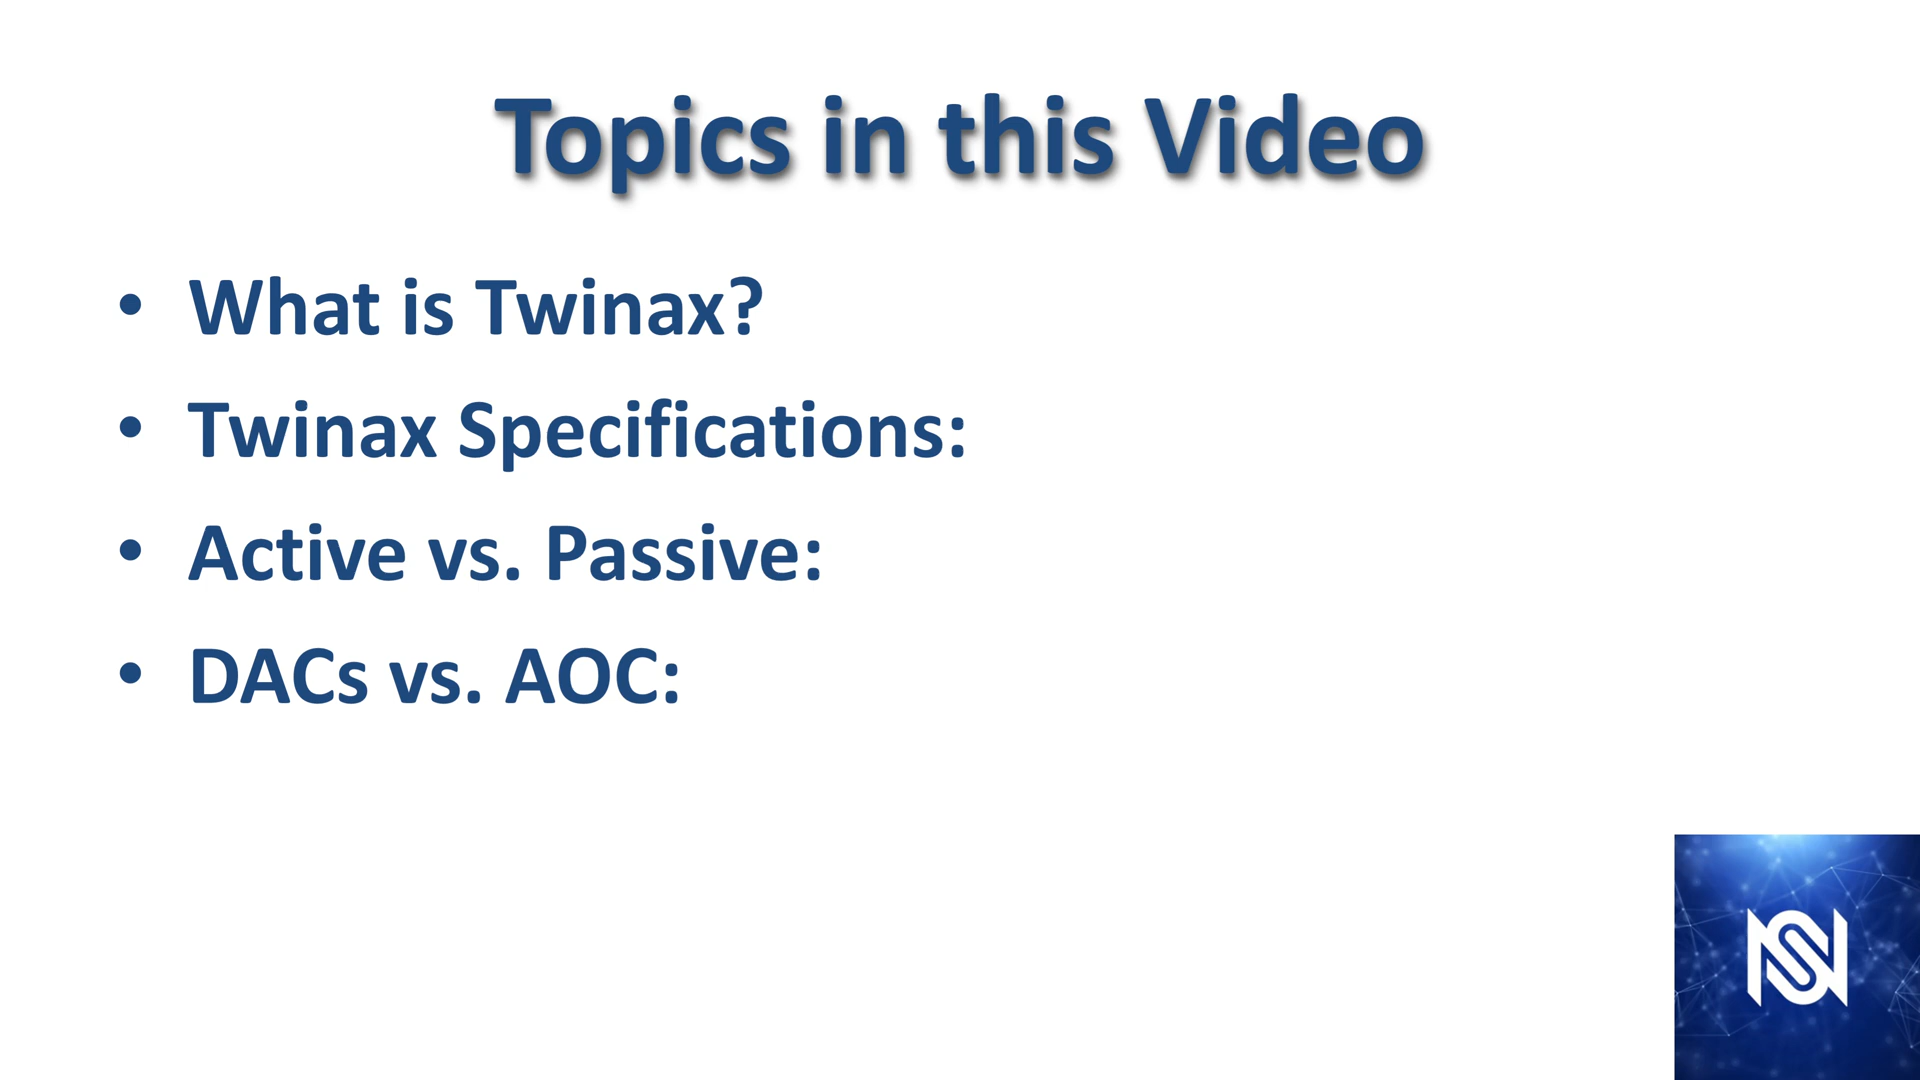 Topics in this Video
• What is Twinax?
• Twinax Specifications:
• Active vs. Passive:
• DACs vs. AOC: